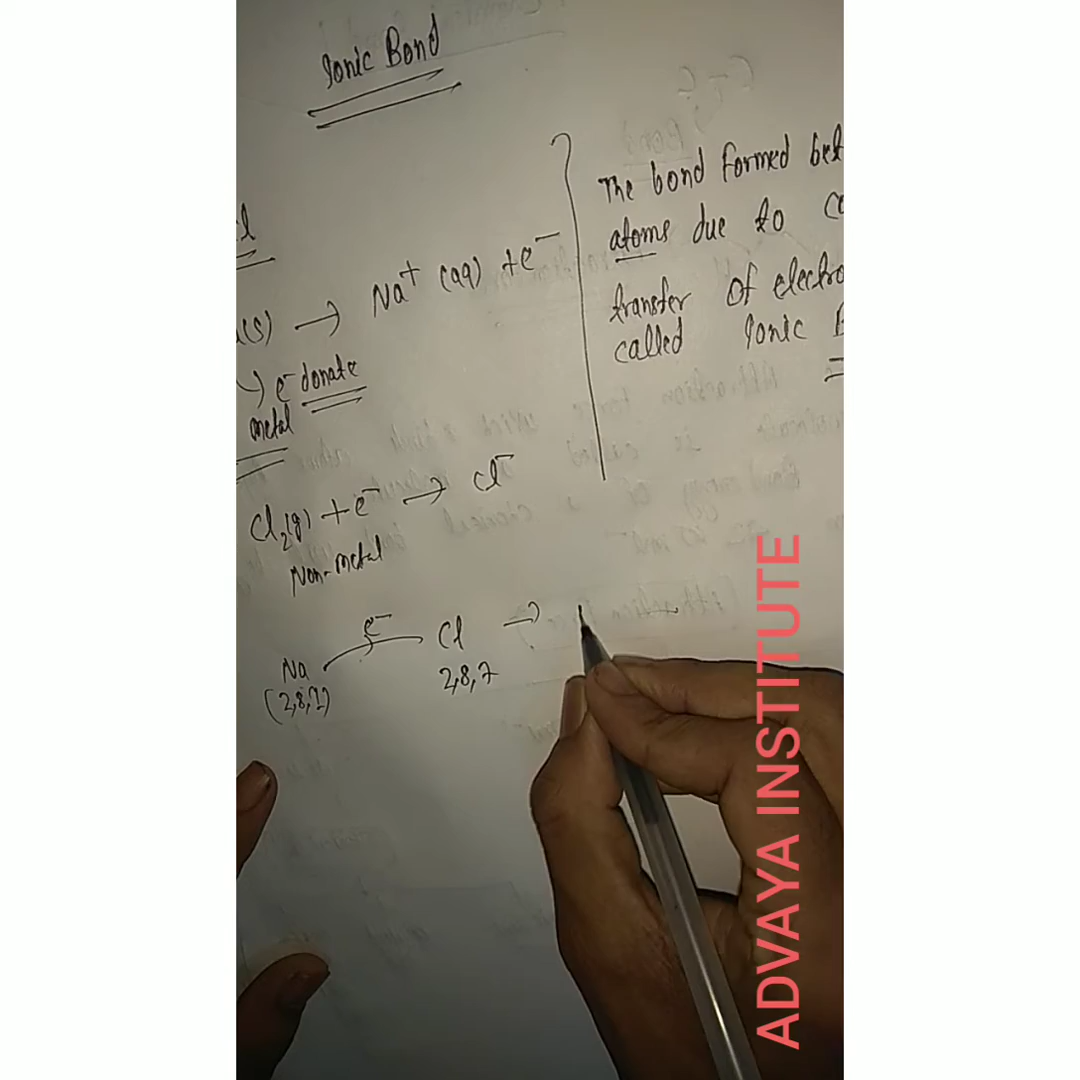 Ionic Bond
Na⁺ (aq) + e⁻
(s) →
e⁻ donate
metal
Cl₂(g) + e⁻ → Cl⁻
Non-metal
e⁻
Na Cl →
(2,8,1) 2,8,7
The bond formed bet
atoms due to co
transfer of electro
called Ionic B
ADVAYA INSTITUTE